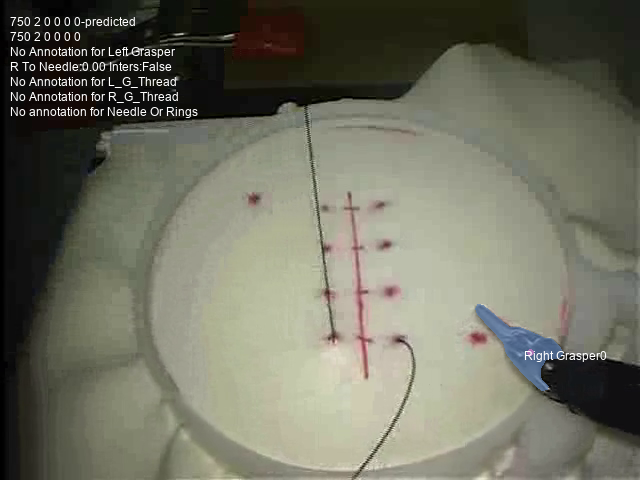 750 2 0 0 0 0-predicted
750 2 0 0 0 0
No Annotation for Left Grasper
R To Needle:0.00 Inters:False
No Annotation for L_G_Thread
No Annotation for R_G_Thread
No annotation for Needle Or Rings
Right Grasper0